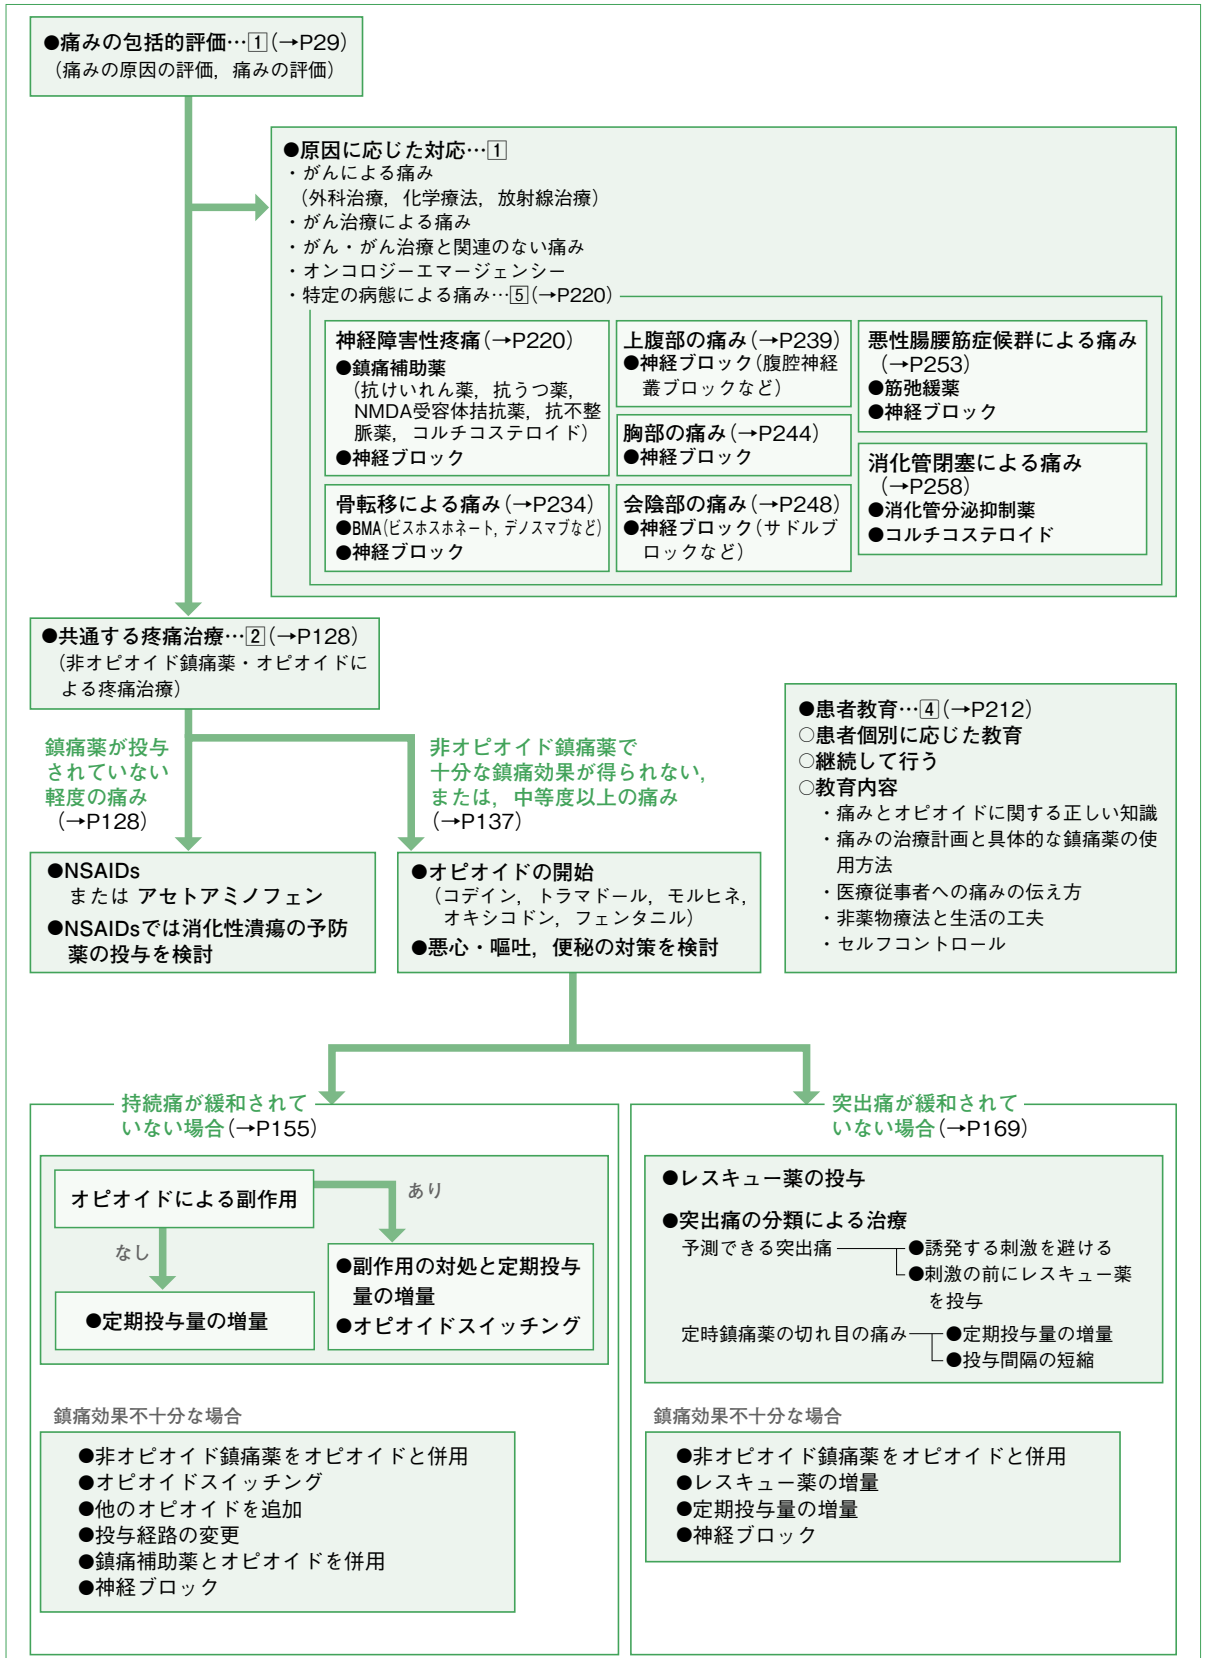 ●痛みの包括的評価…1(→P29)
(痛みの原因の評価，痛みの評価)
●原因に応じた対応…1
・がんによる痛み
(外科治療，化学療法，放射線治療)
・がん治療による痛み
・がん・がん治療と関連のない痛み
・オンコロジーエマージェンシー
・特定の病態による痛み…5(→P220)
神経障害性疼痛(→P220)
●鎮痛補助薬
(抗けいれん薬，抗うつ薬，
NMDA受容体拮抗薬，抗不整
脈薬，コルチコステロイド)
●神経ブロック
骨転移による痛み(→P234)
●BMA(ビスホスホネート，デノスマブなど)
●神経ブロック
上腹部の痛み(→P239)
●神経ブロック(腹腔神経
叢ブロックなど)
胸部の痛み(→P244)
●神経ブロック
会陰部の痛み(→P248)
●神経ブロック(サドルブ
ロックなど)
悪性腸腰筋症候群による痛み
(→P253)
●筋弛緩薬
●神経ブロック
消化管閉塞による痛み
(→P258)
●消化管分泌抑制薬
●コルチコステロイド
●共通する疼痛治療…2(→P128)
(非オピオイド鎮痛薬・オピオイドに
よる疼痛治療)
鎮痛薬が投与
されていない
軽度の痛み
(→P128)
非オピオイド鎮痛薬で
十分な鎮痛効果が得られない，
または，中等度以上の痛み
(→P137)
●NSAIDs
または アセトアミノフェン
●NSAIDsでは消化性潰瘍の予防
薬の投与を検討
●オピオイドの開始
(コデイン，トラマドール，モルヒネ，
オキシコドン，フェンタニル)
●悪心・嘔吐，便秘の対策を検討
●患者教育…4(→P212)
○患者個別に応じた教育
○継続して行う
○教育内容
・痛みとオピオイドに関する正しい知識
・痛みの治療計画と具体的な鎮痛薬の使
用方法
・医療従事者への痛みの伝え方
・非薬物療法と生活の工夫
・セルフコントロール
持続痛が緩和されて
いない場合(→P155)
オピオイドによる副作用
あり
なし
●定期投与量の増量
●副作用の対処と定期投与
量の増量
●オピオイドスイッチング
鎮痛効果不十分な場合
●非オピオイド鎮痛薬をオピオイドと併用
●オピオイドスイッチング
●他のオピオイドを追加
●投与経路の変更
●鎮痛補助薬とオピオイドを併用
●神経ブロック
突出痛が緩和されて
いない場合(→P169)
●レスキュー薬の投与
●突出痛の分類による治療
予測できる突出痛 ●誘発する刺激を避ける
●刺激の前にレスキュー薬
を投与
定時鎮痛薬の切れ目の痛み ●定期投与量の増量
●投与間隔の短縮
鎮痛効果不十分な場合
●非オピオイド鎮痛薬をオピオイドと併用
●レスキュー薬の増量
●定期投与量の増量
●神経ブロック